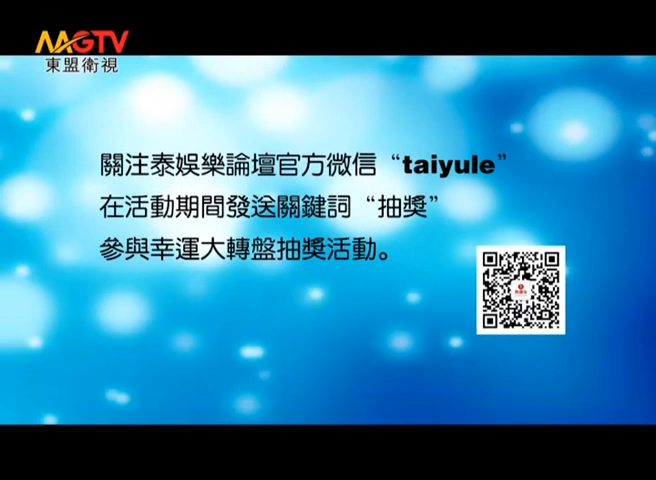 MGTV
東盟衛視
關注泰娛樂論壇官方微信“taiyule”
在活動期間發送關鍵詞“抽獎”
參與幸運大轉盤抽獎活動。